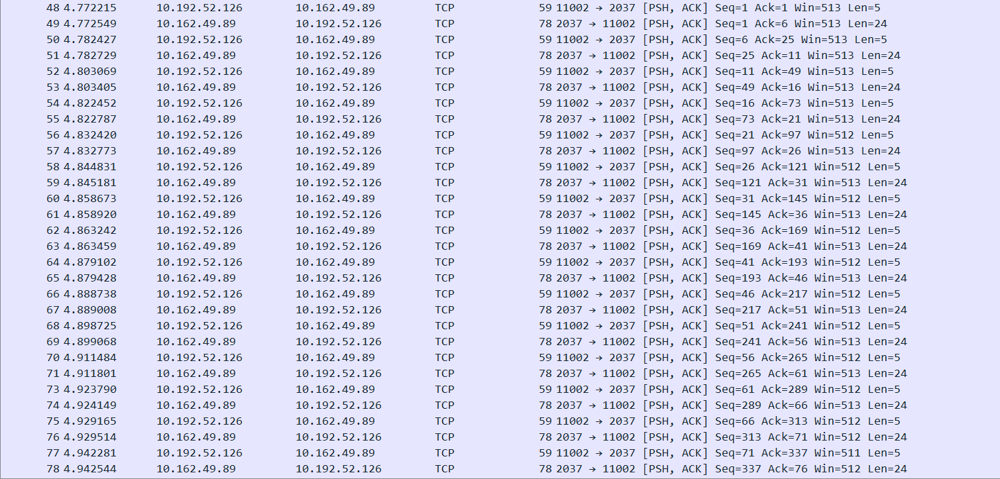 48 4.772215 10.192.52.126 10.162.49.89 TCP 59 11002 → 2037 [PSH, ACK] Seq=1 Ack=1 Win=513 Len=5
49 4.772549 10.162.49.89 10.192.52.126 TCP 78 2037 → 11002 [PSH, ACK] Seq=1 Ack=6 Win=513 Len=24
50 4.782427 10.192.52.126 10.162.49.89 TCP 59 11002 → 2037 [PSH, ACK] Seq=6 Ack=25 Win=513 Len=5
51 4.782729 10.162.49.89 10.192.52.126 TCP 78 2037 → 11002 [PSH, ACK] Seq=25 Ack=11 Win=513 Len=24
52 4.803069 10.192.52.126 10.162.49.89 TCP 59 11002 → 2037 [PSH, ACK] Seq=11 Ack=49 Win=513 Len=5
53 4.803405 10.162.49.89 10.192.52.126 TCP 78 2037 → 11002 [PSH, ACK] Seq=49 Ack=16 Win=513 Len=24
54 4.822452 10.192.52.126 10.162.49.89 TCP 59 11002 → 2037 [PSH, ACK] Seq=16 Ack=73 Win=513 Len=5
55 4.822787 10.162.49.89 10.192.52.126 TCP 78 2037 → 11002 [PSH, ACK] Seq=73 Ack=21 Win=513 Len=24
56 4.832420 10.192.52.126 10.162.49.89 TCP 59 11002 → 2037 [PSH, ACK] Seq=21 Ack=97 Win=512 Len=5
57 4.832773 10.162.49.89 10.192.52.126 TCP 78 2037 → 11002 [PSH, ACK] Seq=97 Ack=26 Win=513 Len=24
58 4.844831 10.192.52.126 10.162.49.89 TCP 59 11002 → 2037 [PSH, ACK] Seq=26 Ack=121 Win=512 Len=5
59 4.845181 10.162.49.89 10.192.52.126 TCP 78 2037 → 11002 [PSH, ACK] Seq=121 Ack=31 Win=513 Len=24
60 4.858673 10.192.52.126 10.162.49.89 TCP 59 11002 → 2037 [PSH, ACK] Seq=31 Ack=145 Win=512 Len=5
61 4.858920 10.162.49.89 10.192.52.126 TCP 78 2037 → 11002 [PSH, ACK] Seq=145 Ack=36 Win=513 Len=24
62 4.863242 10.192.52.126 10.162.49.89 TCP 59 11002 → 2037 [PSH, ACK] Seq=36 Ack=169 Win=512 Len=5
63 4.863459 10.162.49.89 10.192.52.126 TCP 78 2037 → 11002 [PSH, ACK] Seq=169 Ack=41 Win=513 Len=24
64 4.879102 10.192.52.126 10.162.49.89 TCP 59 11002 → 2037 [PSH, ACK] Seq=41 Ack=193 Win=512 Len=5
65 4.879428 10.162.49.89 10.192.52.126 TCP 78 2037 → 11002 [PSH, ACK] Seq=193 Ack=46 Win=513 Len=24
66 4.888738 10.192.52.126 10.162.49.89 TCP 59 11002 → 2037 [PSH, ACK] Seq=46 Ack=217 Win=512 Len=5
67 4.889008 10.162.49.89 10.192.52.126 TCP 78 2037 → 11002 [PSH, ACK] Seq=217 Ack=51 Win=513 Len=24
68 4.898725 10.192.52.126 10.162.49.89 TCP 59 11002 → 2037 [PSH, ACK] Seq=51 Ack=241 Win=512 Len=5
69 4.899068 10.162.49.89 10.192.52.126 TCP 78 2037 → 11002 [PSH, ACK] Seq=241 Ack=56 Win=513 Len=24
70 4.911484 10.192.52.126 10.162.49.89 TCP 59 11002 → 2037 [PSH, ACK] Seq=56 Ack=265 Win=512 Len=5
71 4.911801 10.162.49.89 10.192.52.126 TCP 78 2037 → 11002 [PSH, ACK] Seq=265 Ack=61 Win=513 Len=24
73 4.923790 10.192.52.126 10.162.49.89 TCP 59 11002 → 2037 [PSH, ACK] Seq=61 Ack=289 Win=512 Len=5
74 4.924149 10.162.49.89 10.192.52.126 TCP 78 2037 → 11002 [PSH, ACK] Seq=289 Ack=66 Win=513 Len=24
75 4.929165 10.192.52.126 10.162.49.89 TCP 59 11002 → 2037 [PSH, ACK] Seq=66 Ack=313 Win=512 Len=5
76 4.929514 10.162.49.89 10.192.52.126 TCP 78 2037 → 11002 [PSH, ACK] Seq=313 Ack=71 Win=512 Len=24
77 4.942281 10.192.52.126 10.162.49.89 TCP 59 11002 → 2037 [PSH, ACK] Seq=71 Ack=337 Win=511 Len=5
78 4.942544 10.162.49.89 10.192.52.126 TCP 78 2037 → 11002 [PSH, ACK] Seq=337 Ack=76 Win=512 Len=24